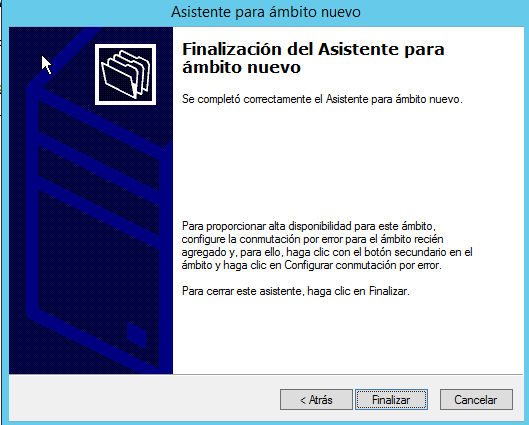 Asistente para ámbito nuevo
Finalización del Asistente para
ámbito nuevo
Se completó correctamente el Asistente para ámbito nuevo.
Para proporcionar alta disponibilidad para este ámbito,
configure la conmutación por error para el ámbito recién
agregado y, para ello, haga clic con el botón secundario en el
ámbito y haga clic en Configurar conmutación por error.
Para cerrar este asistente, haga clic en Finalizar.
< Atrás
Finalizar
Cancelar